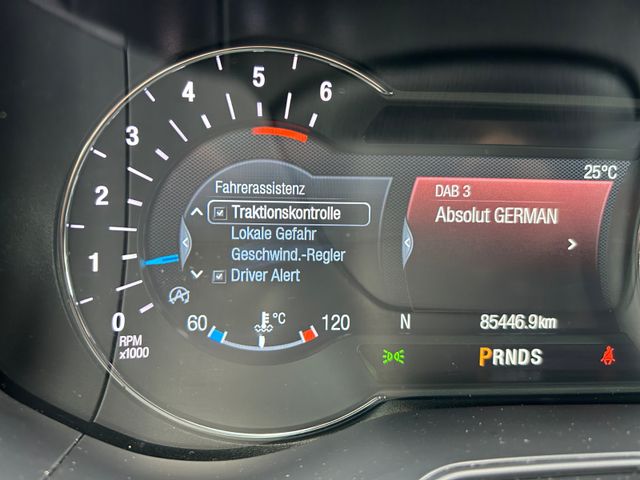 5
4
6
3
2
1
0
RPM
x1000
Fahrerassistenz
Traktionskontrolle
Lokale Gefahr
Geschwind.-Regler
Driver Alert
60
°C
120
25°C
DAB 3
Absolut GERMAN
N
85446.9km
PRNDS
A